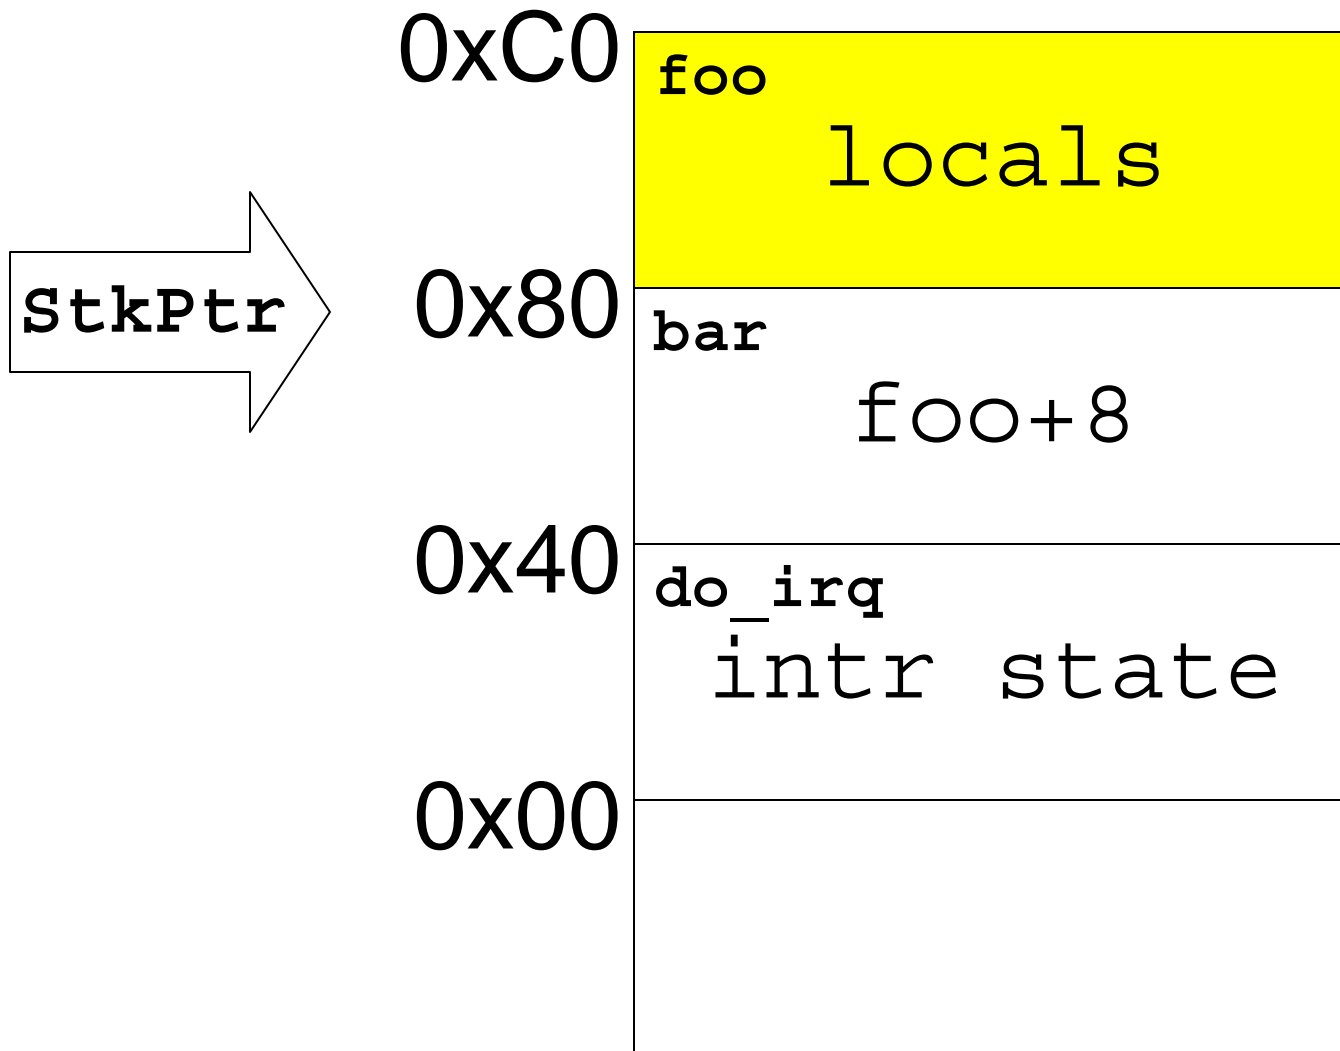 0xC0
foo
locals
StkPtr
0x80
bar
foo+8
0x40
do_irq
intr state
0x00